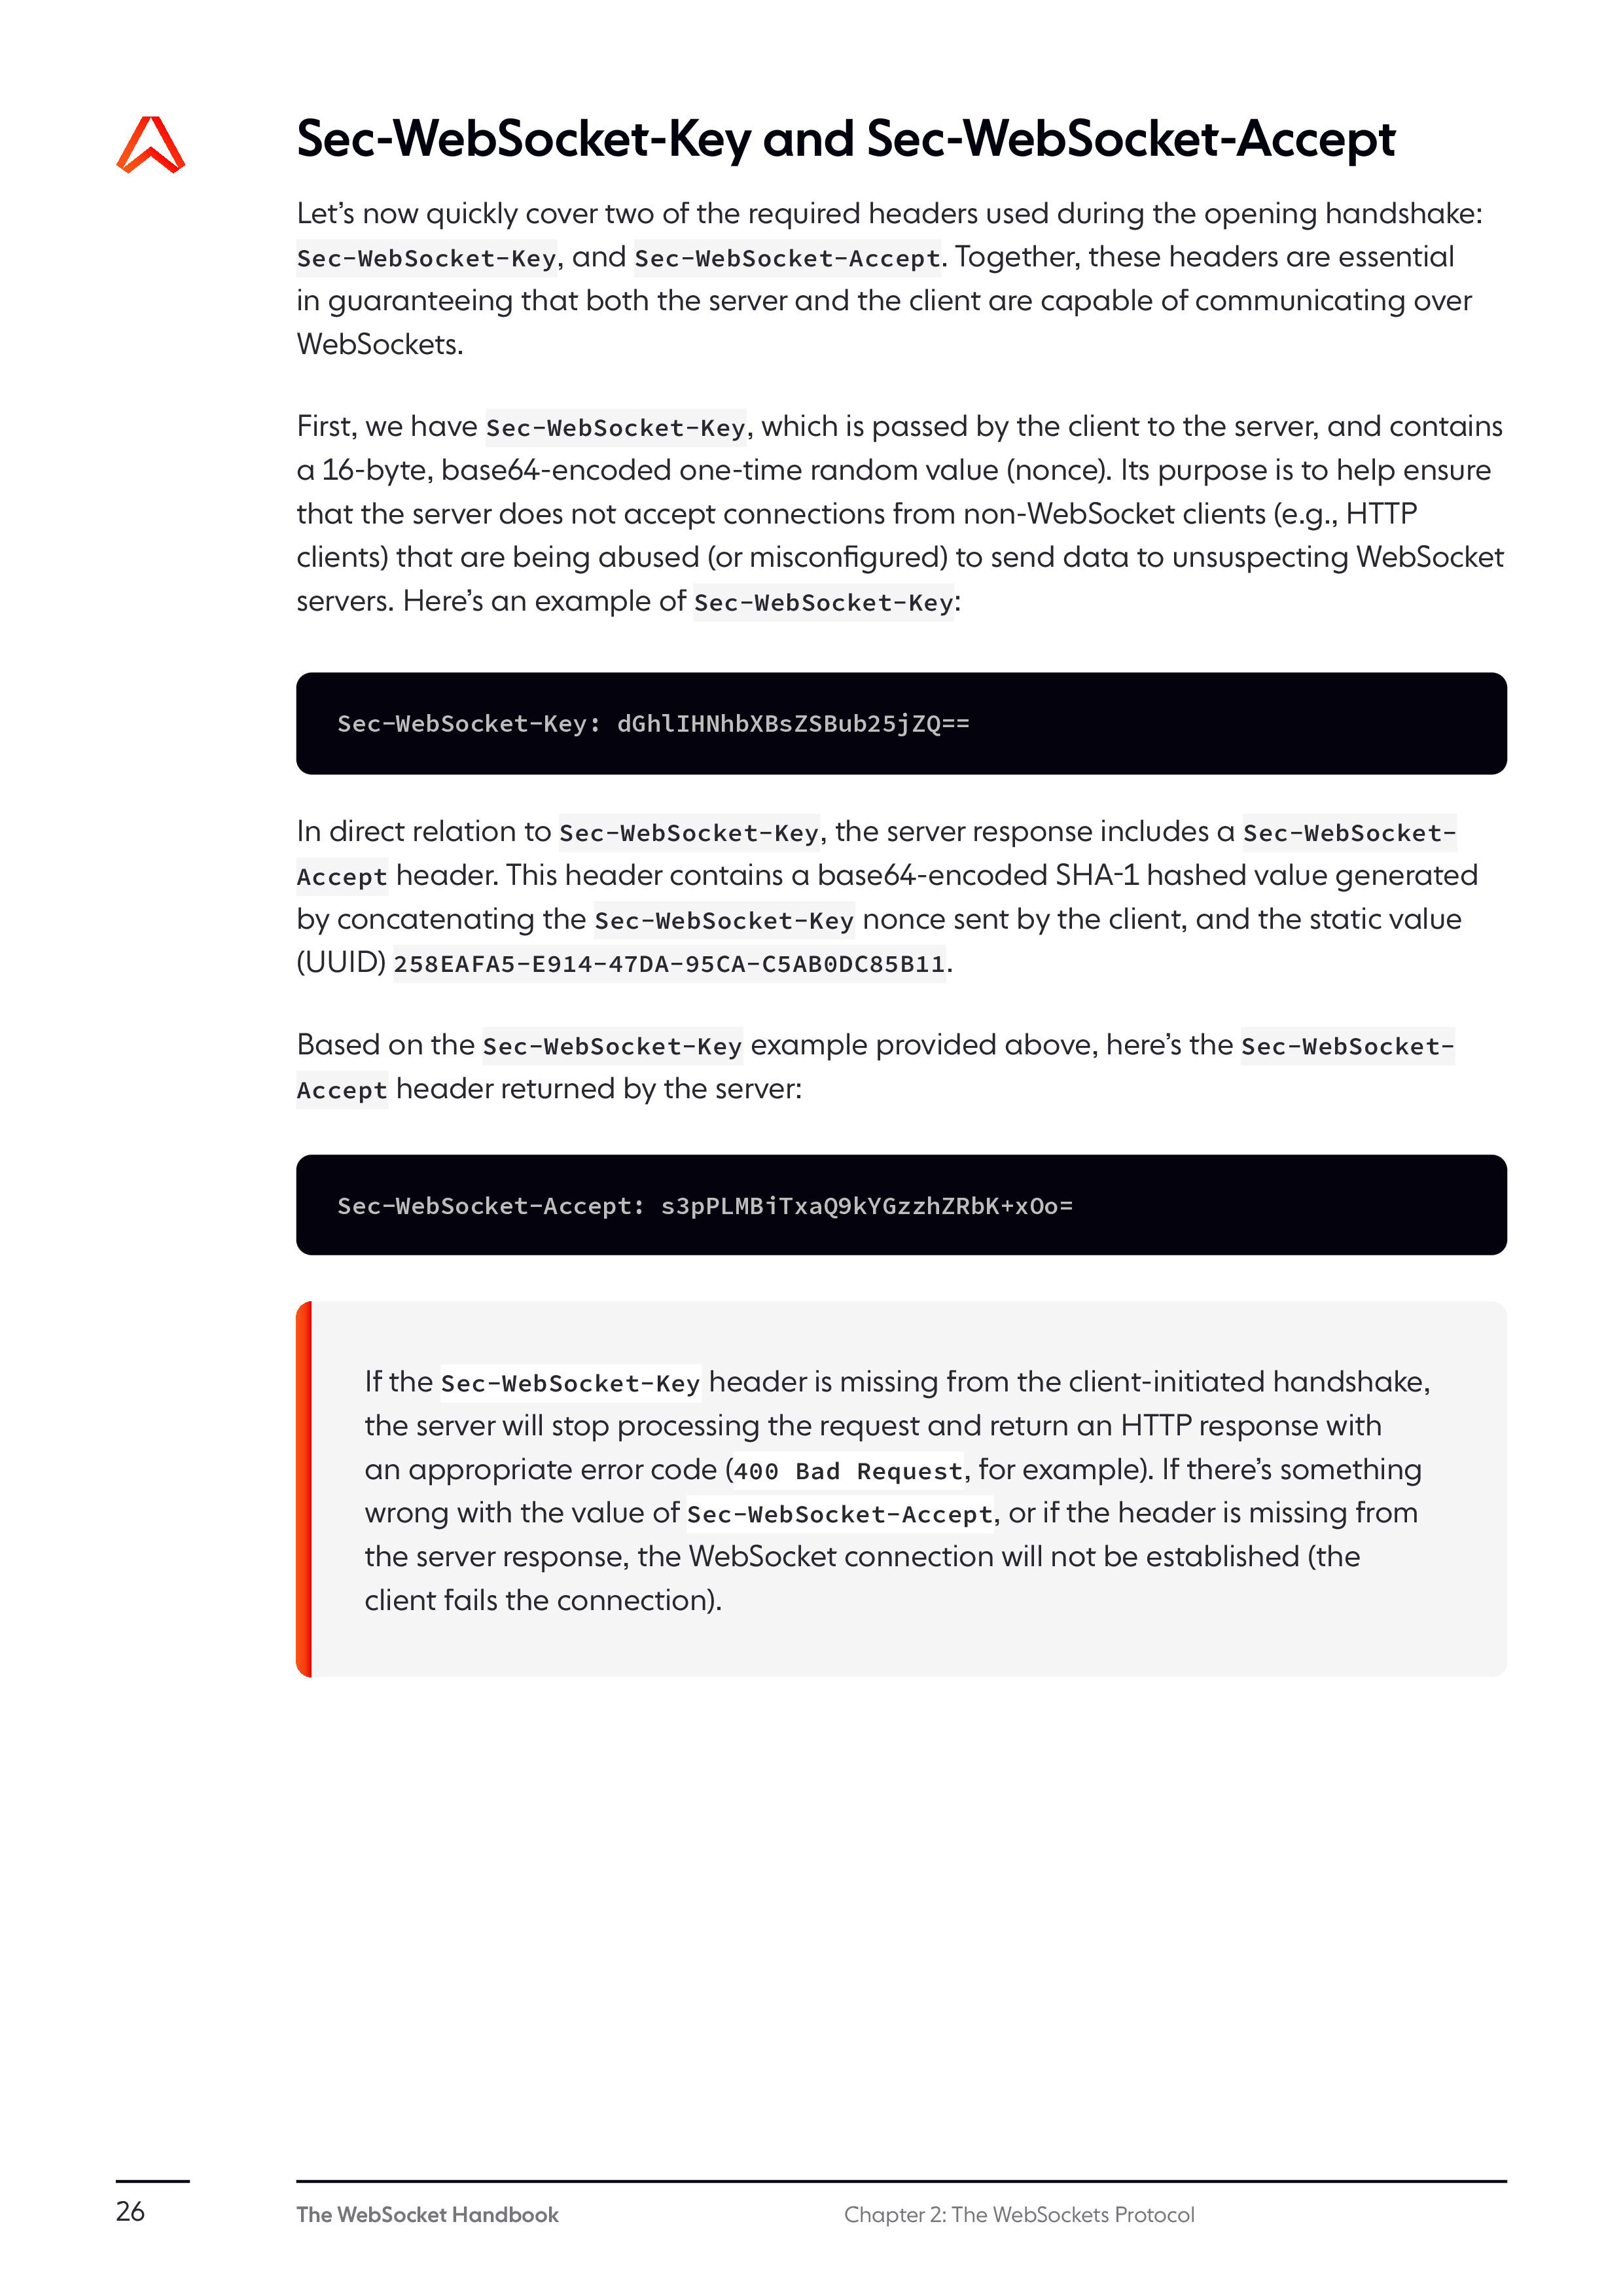 Sec-WebSocket-Key and Sec-WebSocket-Accept
Let’s now quickly cover two of the required headers used during the opening handshake:
Sec-WebSocket-Key, and Sec-WebSocket-Accept. Together, these headers are essential
in guaranteeing that both the server and the client are capable of communicating over
WebSockets.
First, we have Sec-WebSocket-Key, which is passed by the client to the server, and contains
a 16-byte, base64-encoded one-time random value (nonce). Its purpose is to help ensure
that the server does not accept connections from non-WebSocket clients (e.g., HTTP
clients) that are being abused (or misconfigured) to send data to unsuspecting WebSocket
servers. Here’s an example of Sec-WebSocket-Key:
Sec-WebSocket-Key: dGhlIHNhbXBsZSBub25jZQ==
In direct relation to Sec-WebSocket-Key, the server response includes a Sec-WebSocket-
Accept header. This header contains a base64-encoded SHA-1 hashed value generated
by concatenating the Sec-WebSocket-Key nonce sent by the client, and the static value
(UUID) 258EAFA5-E914-47DA-95CA-C5AB0DC85B11.
Based on the Sec-WebSocket-Key example provided above, here’s the Sec-WebSocket-
Accept header returned by the server:
Sec-WebSocket-Accept: s3pPLMBiTxaQ9kYGzzhZRbK+xOo=
If the Sec-WebSocket-Key header is missing from the client-initiated handshake,
the server will stop processing the request and return an HTTP response with
an appropriate error code (400 Bad Request, for example). If there’s something
wrong with the value of Sec-WebSocket-Accept, or if the header is missing from
the server response, the WebSocket connection will not be established (the
client fails the connection).
26
The WebSocket Handbook
Chapter 2: The WebSockets Protocol